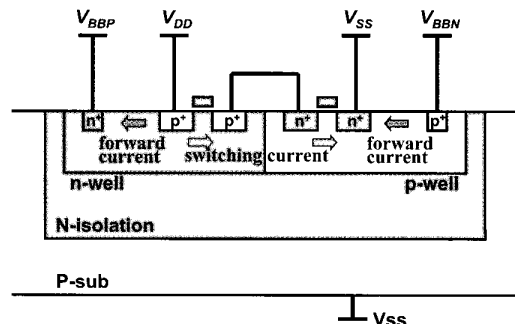 V_BBP V_DD V_SS V_BBN
n⁺ p⁺ p⁺ n⁺ n⁺ p⁺
forward current switching current forward current
n-well p-well
N-isolation
P-sub
Vss